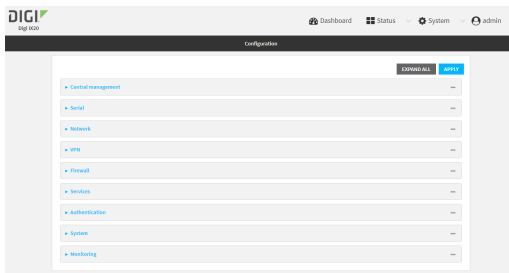 DIGI
Digi IX20
Dashboard Status System admin
Configuration
EXPAND ALL APPLY
Central management
Serial
Network
VPN
Firewall
Services
Authentication
System
Monitoring